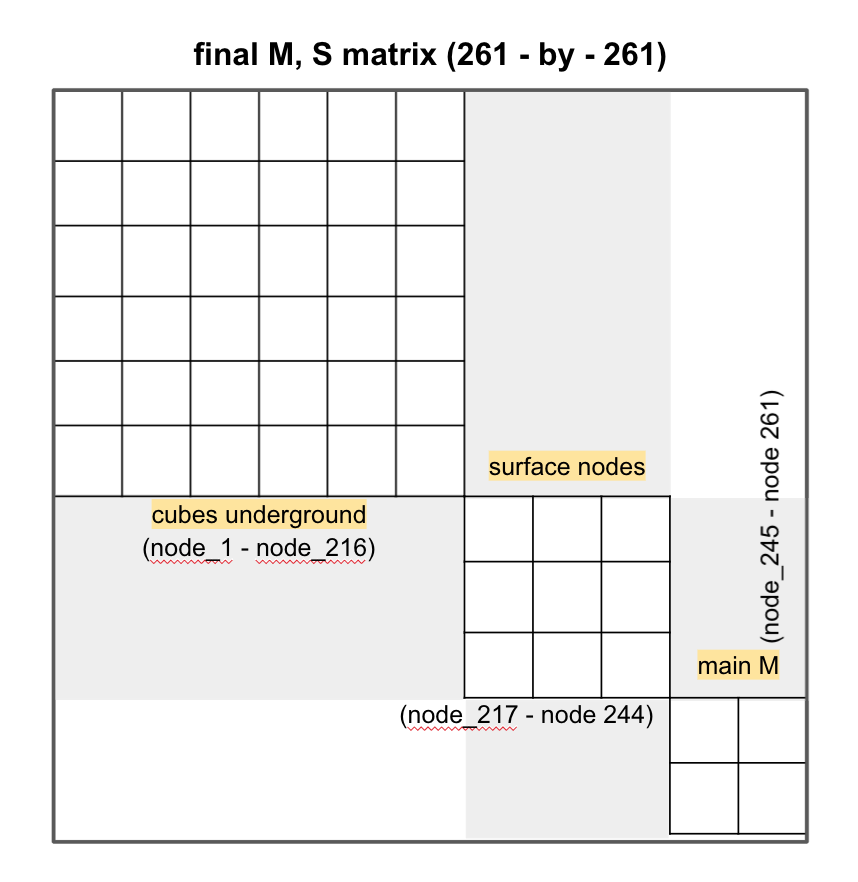 final M, S matrix (261 - by - 261)
surface nodes
cubes underground
(node_1 - node_216)
(node_245 - node 261)
main M
(node_217 - node 244)